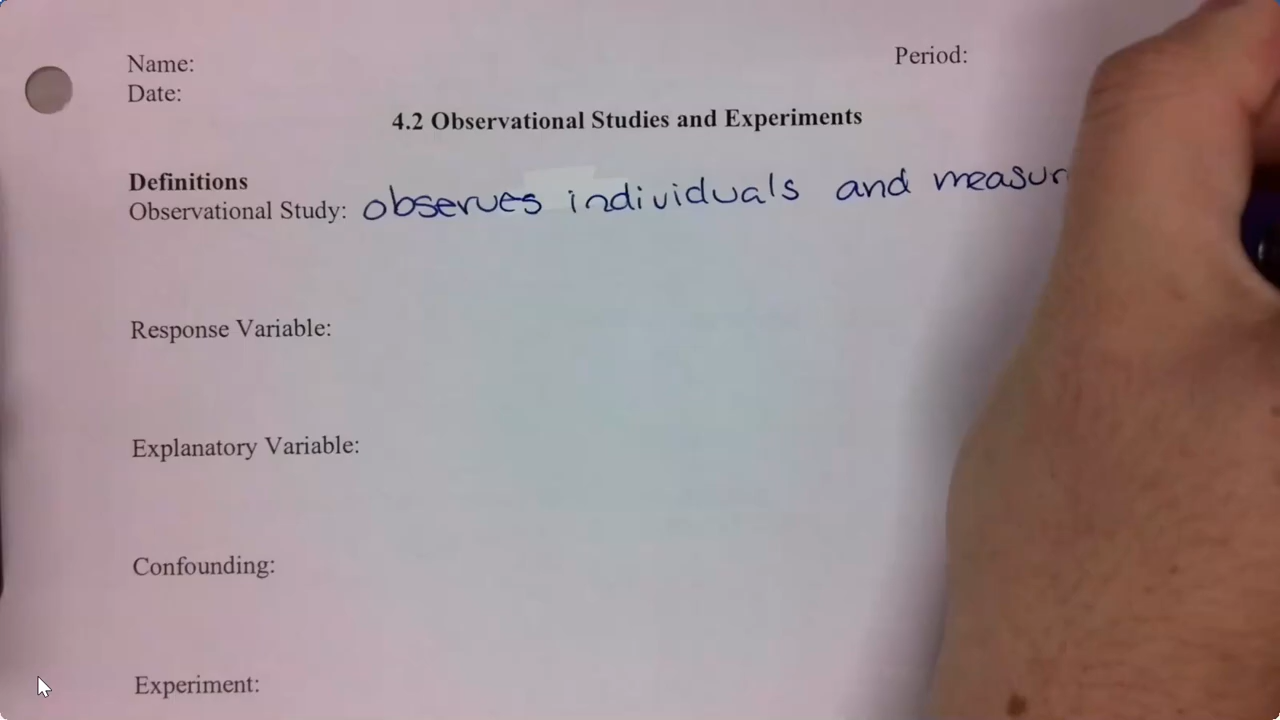 Name:
Period:
Date:
4.2 Observational Studies and Experiments
Definitions
Observational Study: observes individuals and measur
Response Variable:
Explanatory Variable:
Confounding:
Experiment: